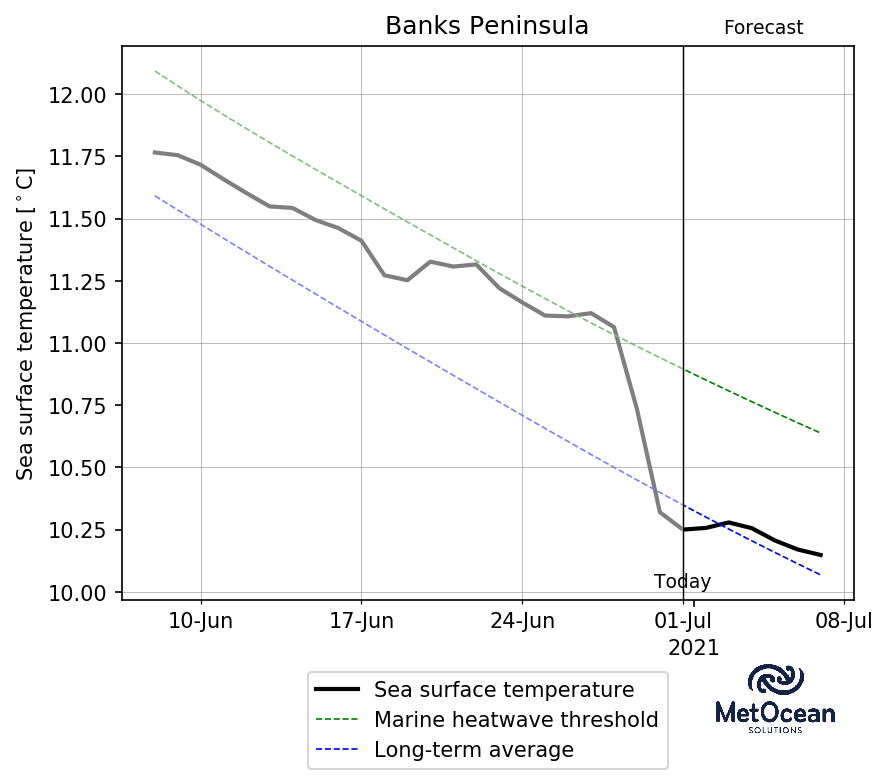 Banks Peninsula
Forecast
Sea surface temperature [°C]
12.00
11.75
11.50
11.25
11.00
10.75
10.50
10.25
10.00
Today
10-Jun 17-Jun 24-Jun 01-Jul 08-Jul
2021
Sea surface temperature
Marine heatwave threshold
Long-term average
MetOcean
SOLUTIONS